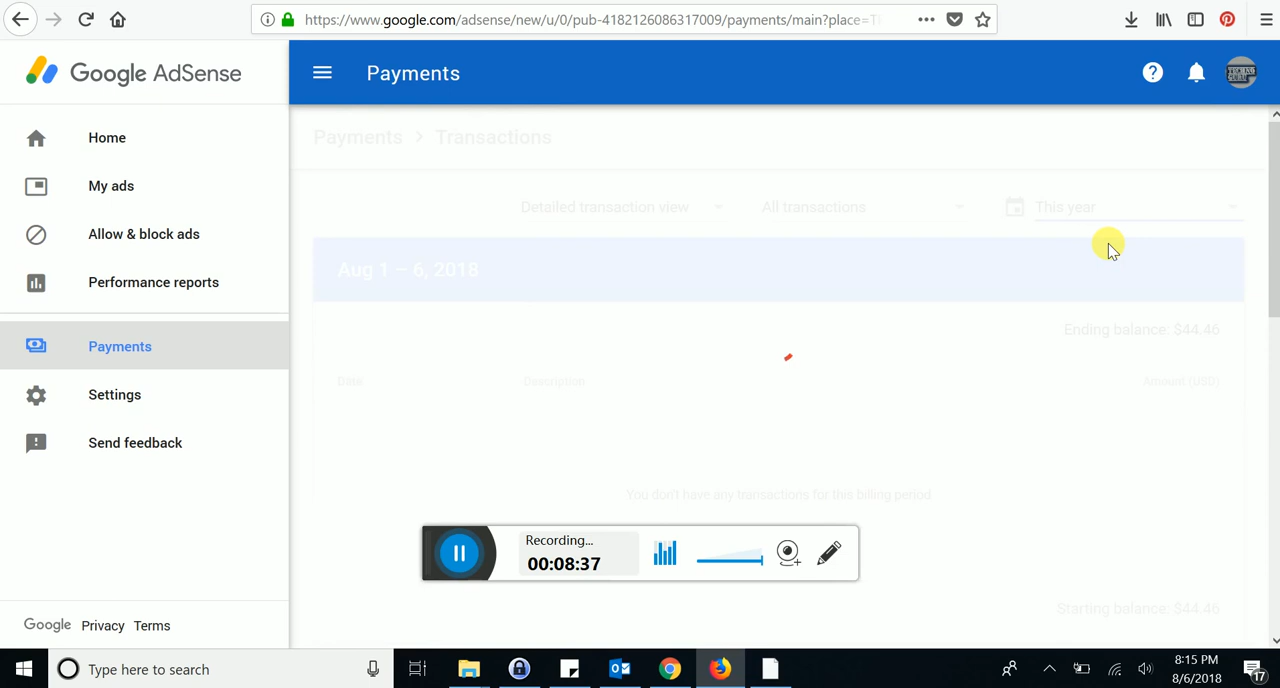 https://www.google.com/adsense/new/u/0/pub-4182126086317009/payments/main?place=T
Google AdSense
Payments
Home
My ads
Allow & block ads
Performance reports
Payments
Settings
Send feedback
Google Privacy Terms
Payments > Transactions
Detailed transaction view All transactions This year
Aug 1 – 6, 2018
Ending balance: $44.46
Date Description Amount (USD)
You don't have any transactions for this billing period
Recording...
00:08:37
Starting balance: $44.46
Type here to search
8:15 PM
8/6/2018
17